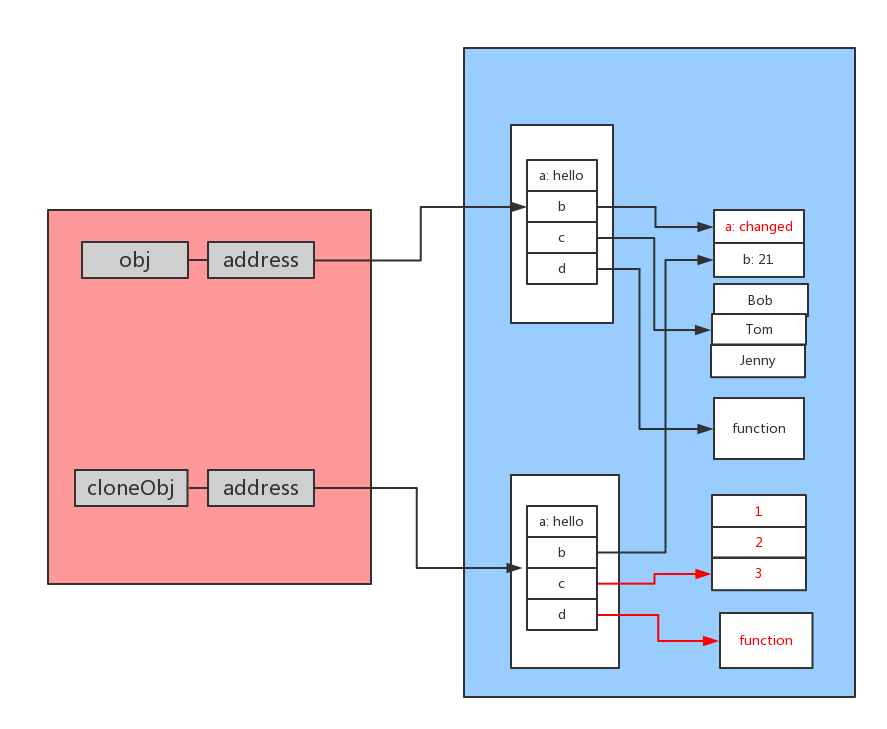 obj
address
cloneObj
address
a: hello
b
c
d
a: changed
b: 21
Bob
Tom
Jenny
function
a: hello
b
c
d
1
2
3
function